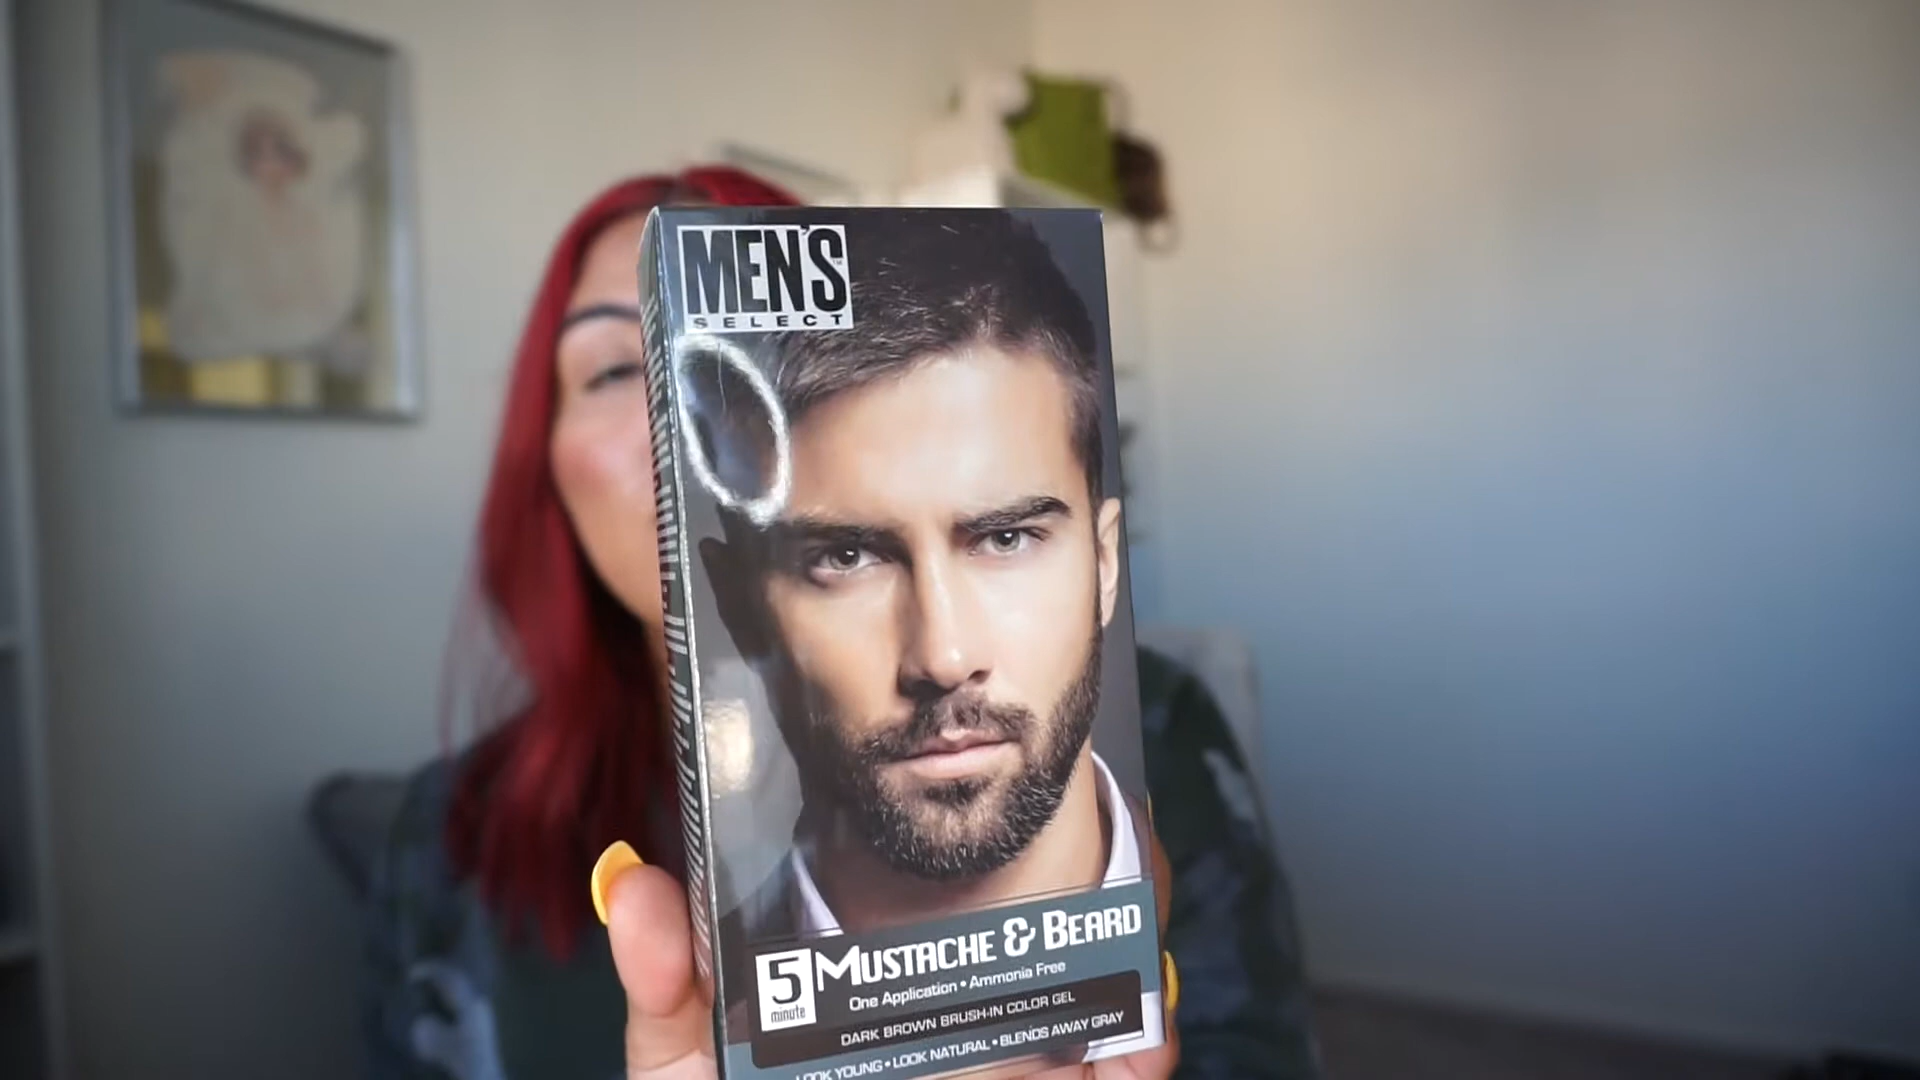 MEN'S™
SELECT
5 MUSTACHE & BEARD
minute
One Application • Ammonia Free
DARK BROWN BRUSH-IN COLOR GEL
LOOK YOUNG • LOOK NATURAL • BLENDS AWAY GRAY